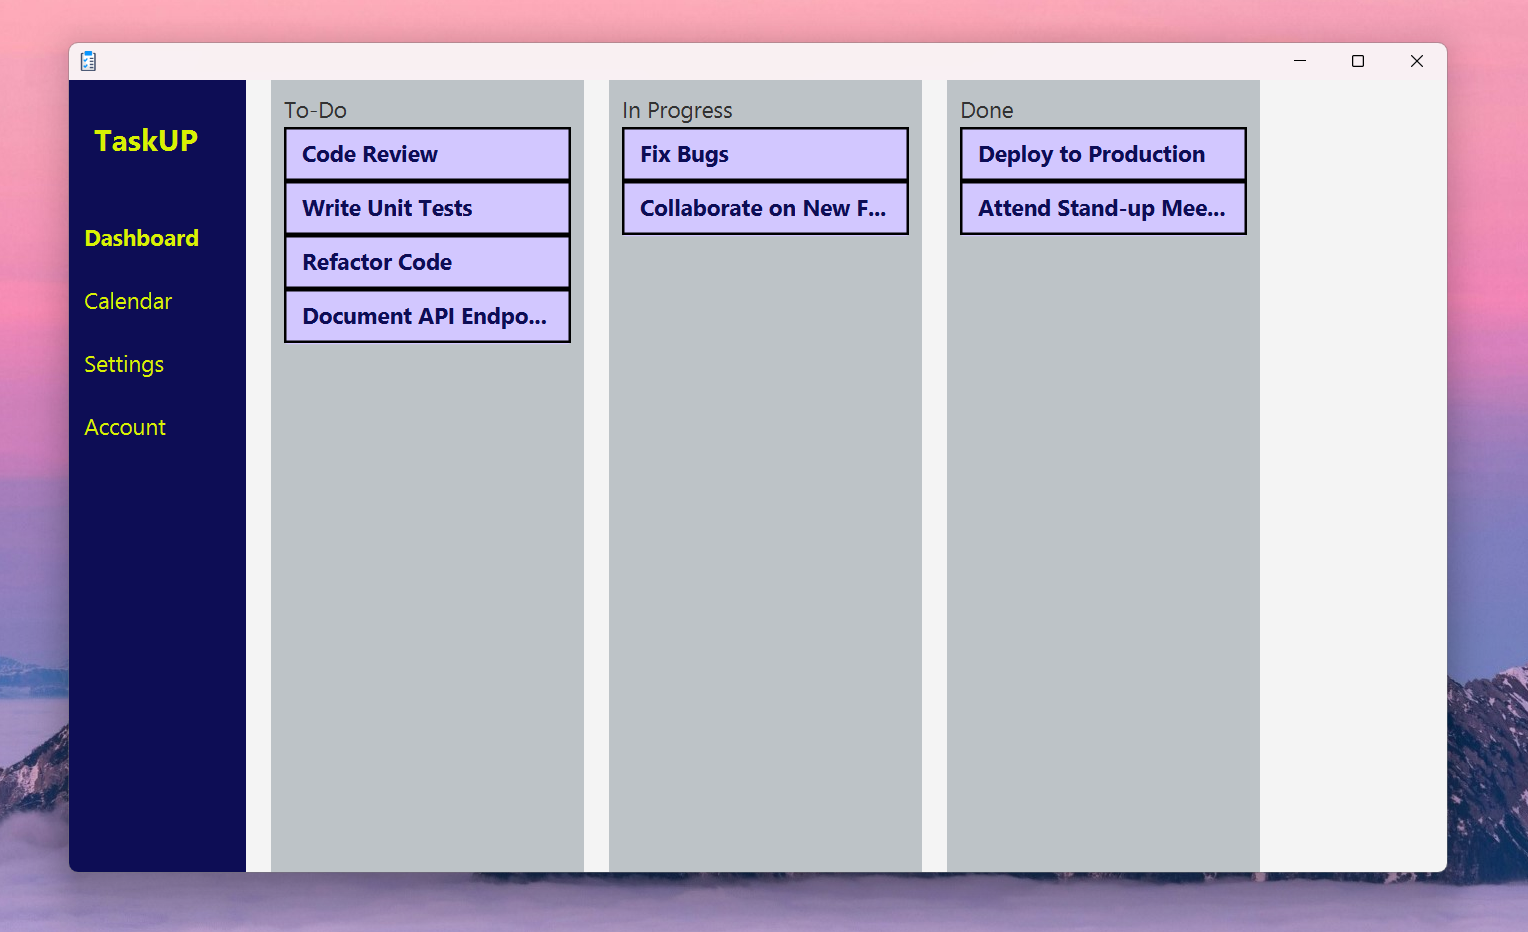 TaskUP
Dashboard
Calendar
Settings
Account
To-Do
Code Review
Write Unit Tests
Refactor Code
Document API Endpo...
In Progress
Fix Bugs
Collaborate on New F...
Done
Deploy to Production
Attend Stand-up Mee...